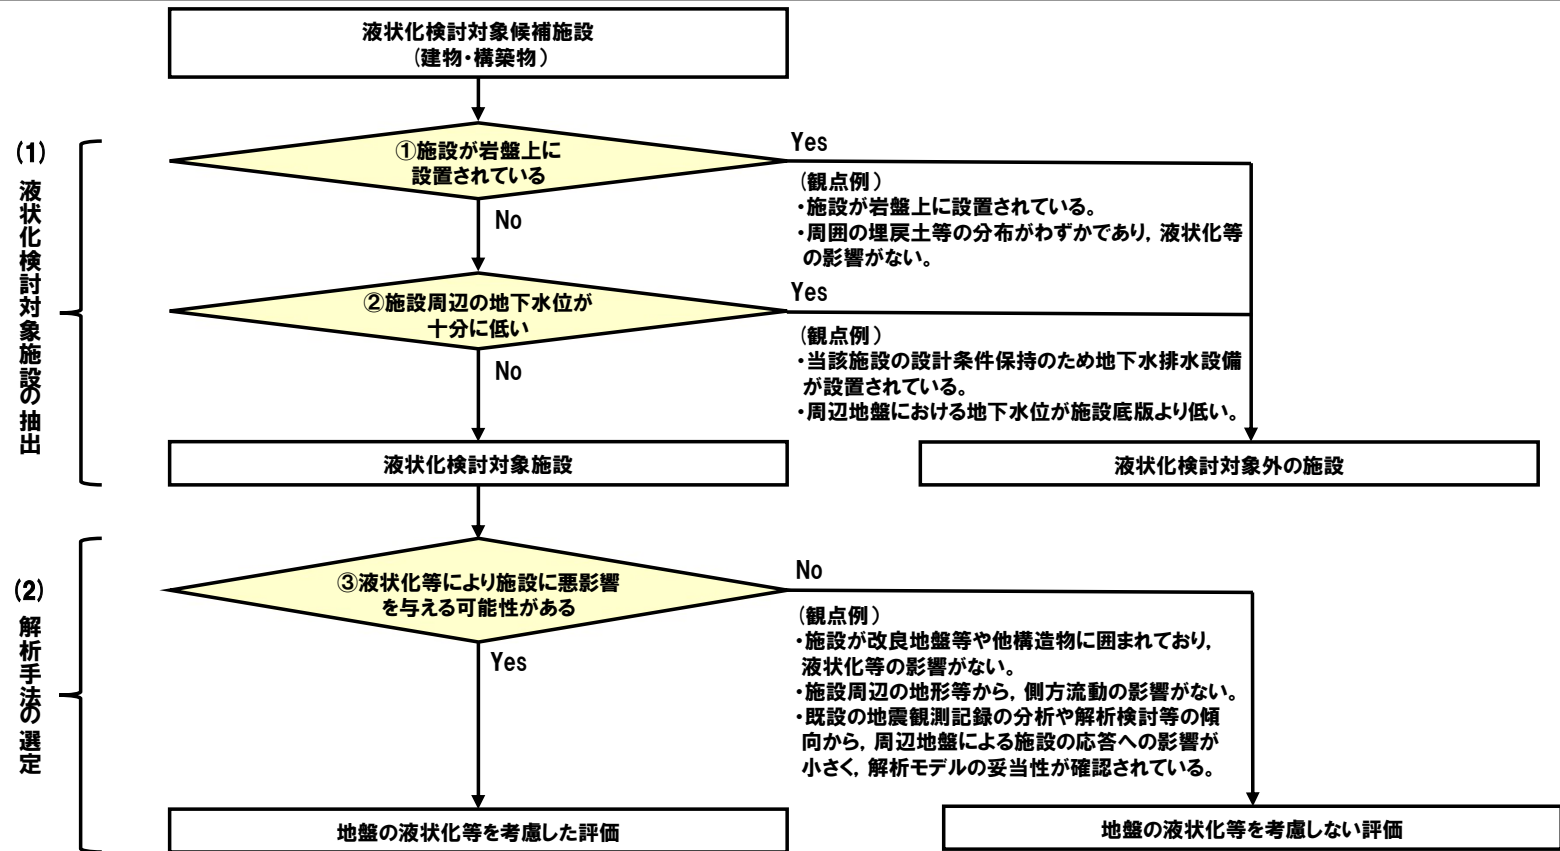 液状化検討対象候補施設
(建物・構築物)
(1)
液状化検討対象施設の抽出
①施設が岩盤上に
設置されている
Yes
(観点例)
・施設が岩盤上に設置されている。
・周囲の埋戻土等の分布がわずかであり, 液状化等
の影響がない。
No
②施設周辺の地下水位が
十分に低い
Yes
(観点例)
・当該施設の設計条件保持のため地下水排水設備
が設置されている。
・周辺地盤における地下水位が施設底版より低い。
No
液状化検討対象施設
液状化検討対象外の施設
(2)
解析手法の選定
③液状化等により施設に悪影響
を与える可能性がある
No
(観点例)
・施設が改良地盤等や他構造物に囲まれており,
液状化等の影響がない。
・施設周辺の地形等から, 側方流動の影響がない。
・既設の地震観測記録の分析や解析検討等の傾
向から, 周辺地盤による施設の応答への影響が
小さく, 解析モデルの妥当性が確認されている。
Yes
地盤の液状化等を考慮した評価
地盤の液状化等を考慮しない評価